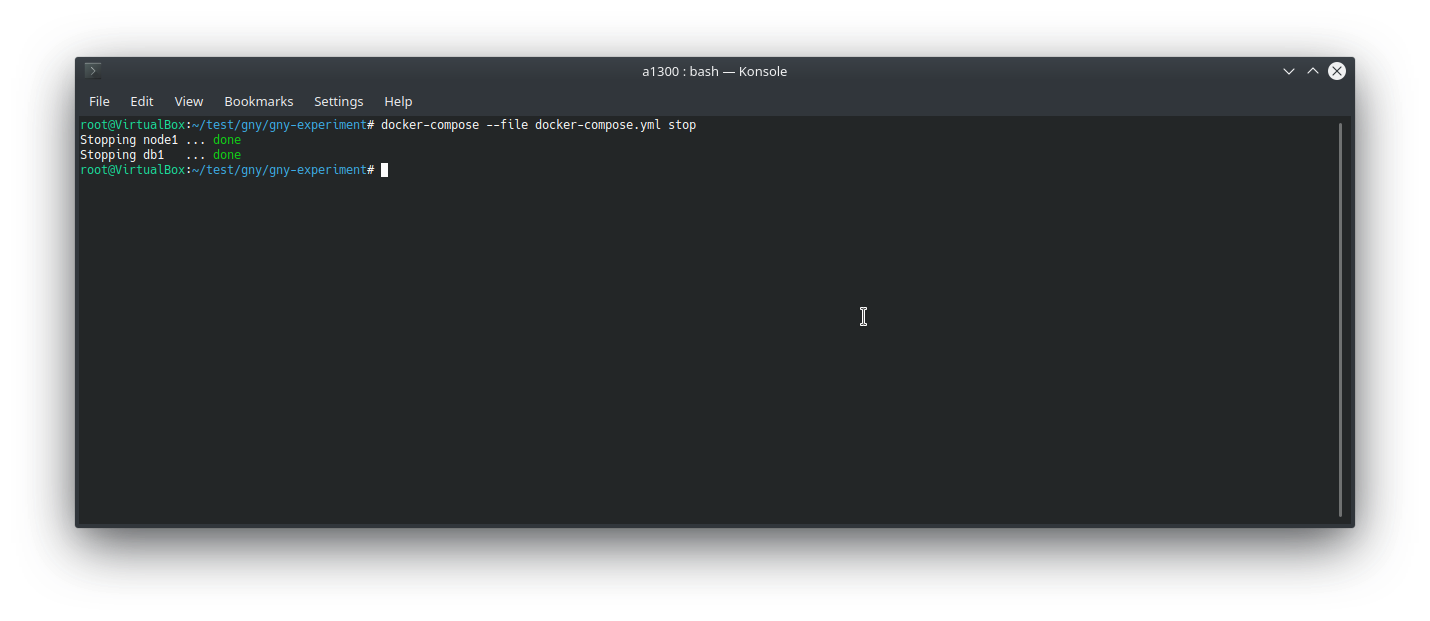 a1300 : bash — Konsole
File Edit View Bookmarks Settings Help
root@VirtualBox:~/test/gny/gny-experiment# docker-compose --file docker-compose.yml stop
Stopping node1 ... done
Stopping db1   ... done
root@VirtualBox:~/test/gny/gny-experiment#